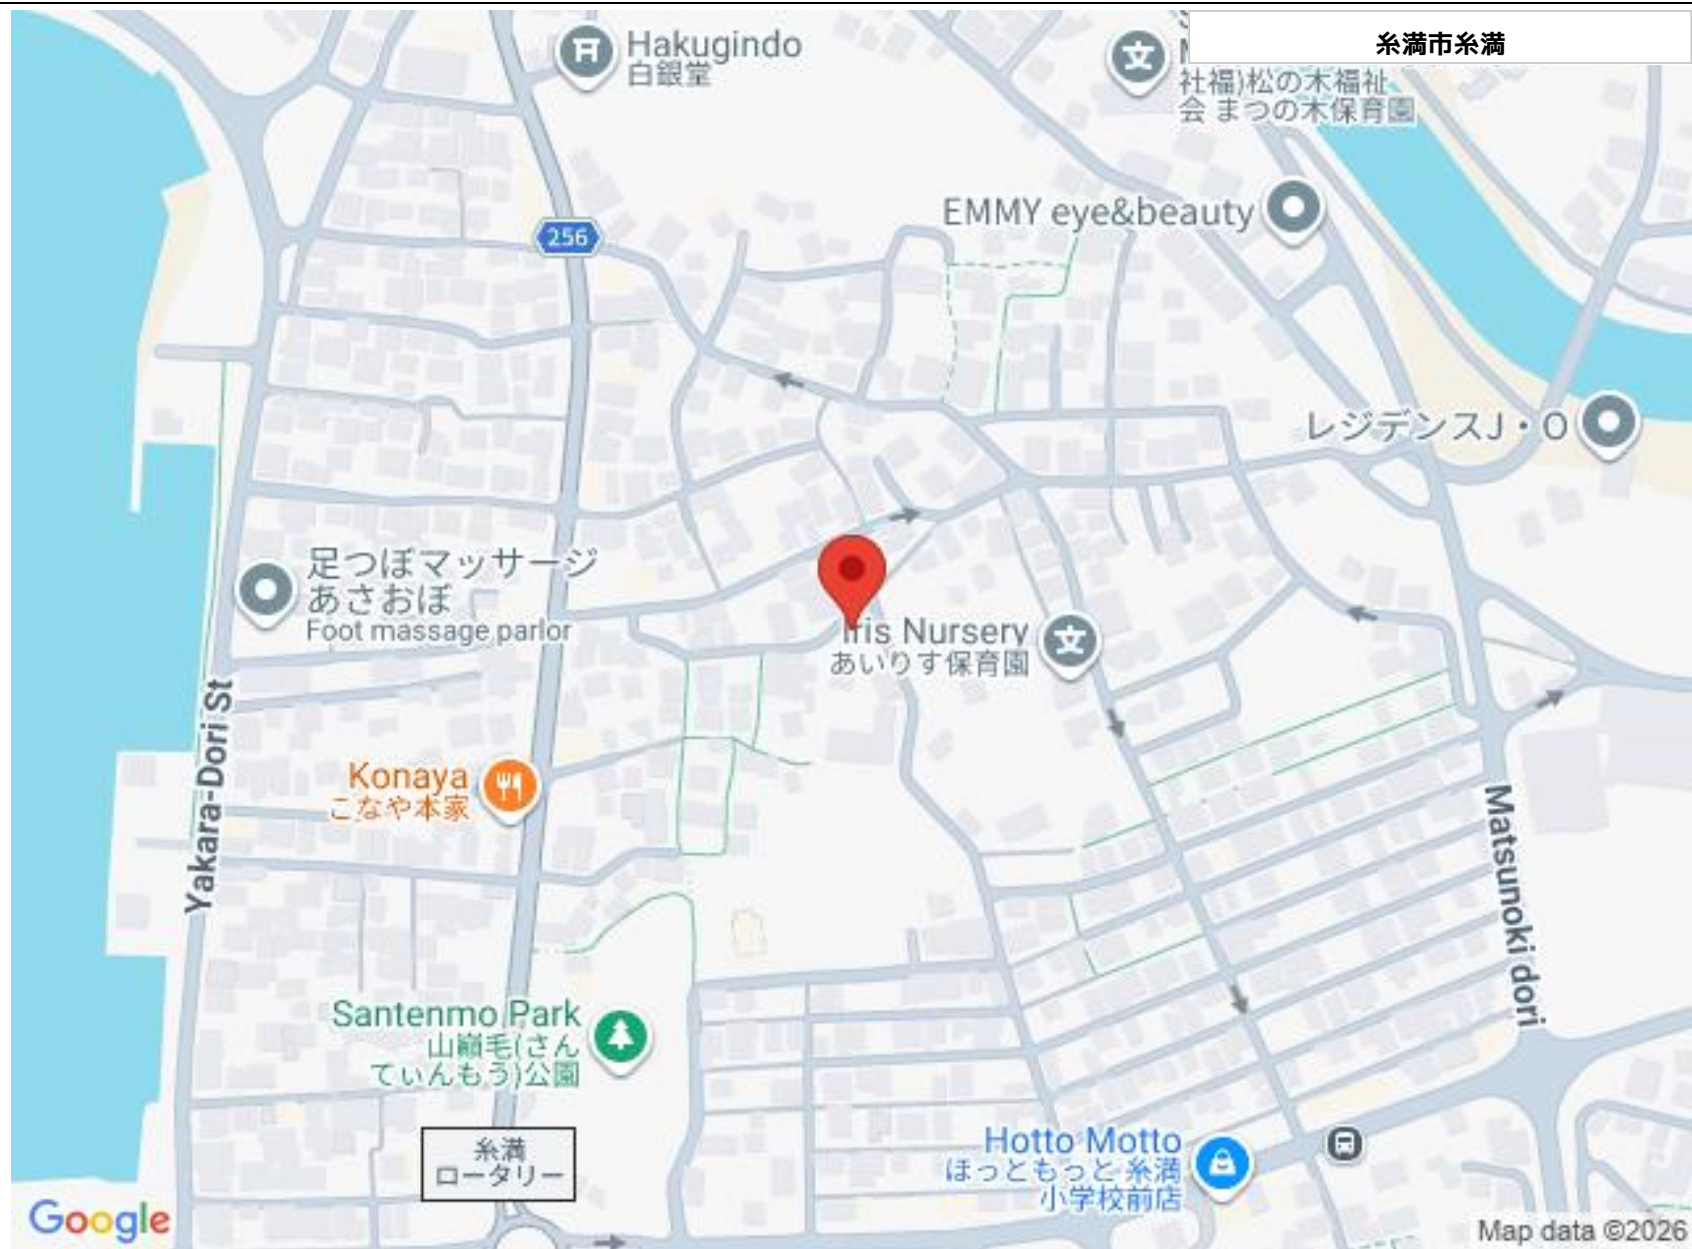 糸満市糸満
Hakugindo
白銀堂
社福)松の木福祉
会 まつの木保育園
EMMY eye&beauty
256
レジデンスJ・O
足つぼマッサージ
あさおぼ
Foot massage parlor
Iris Nursery
あいりす保育園
Yakara-Dori St
Konaya
こなや本家
Matsunoki dori
Santenmo Park
山巓毛(さん
てぃんもう)公園
糸満
ロータリー
Hotto Motto
ほっともっと 糸満
小学校前店
Google
Map data ©2026